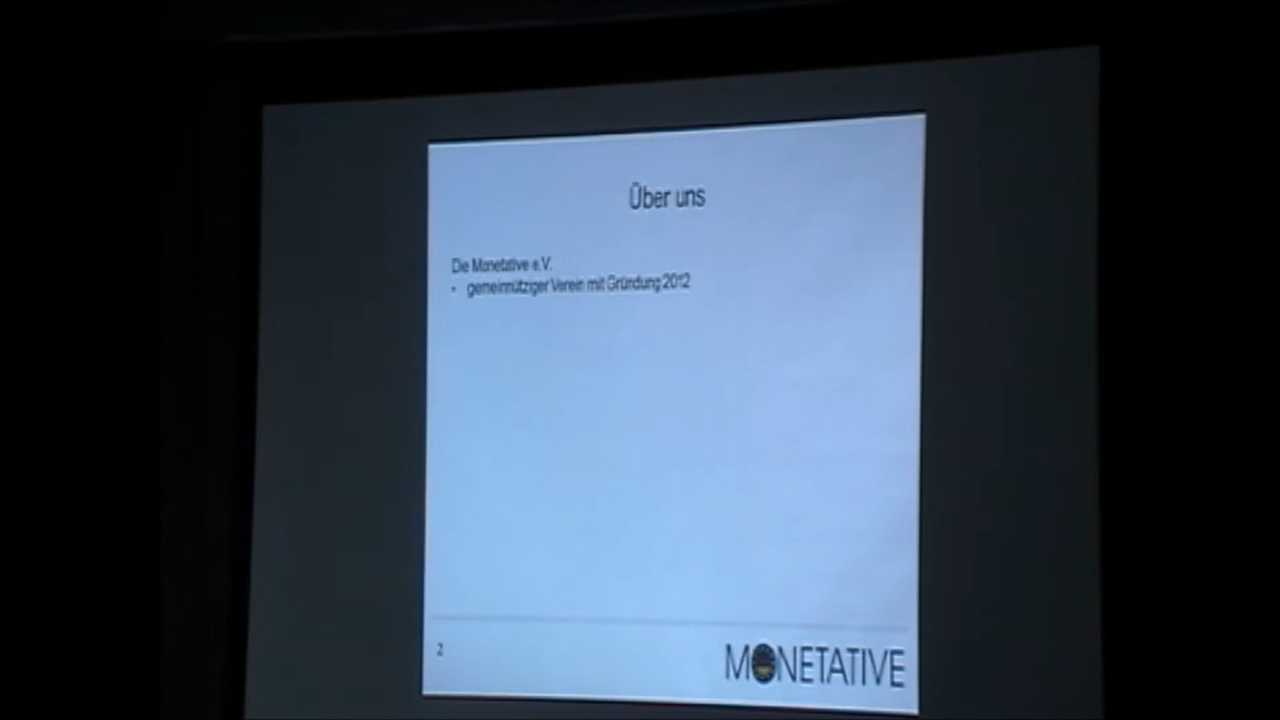 Über uns
Die Monetative e.V.
• gemeinnütziger Verein mit Gründung 2012
2
MONETATIVE